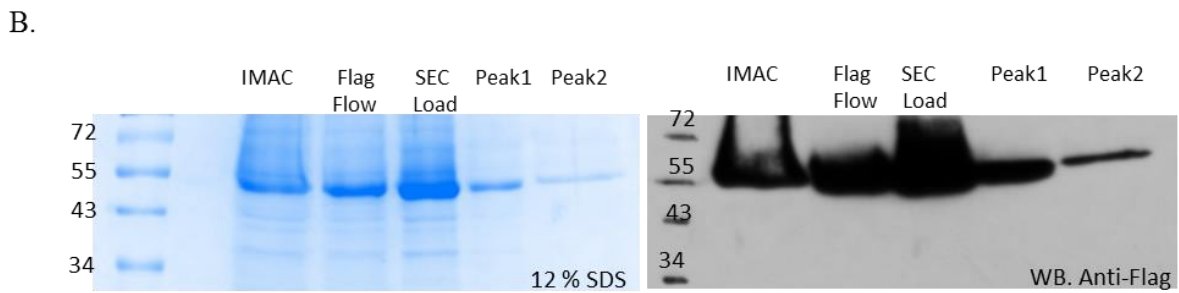 B.
IMAC Flag Flow SEC Load Peak1 Peak2
72
55
43
34
12 % SDS
IMAC Flag Flow SEC Load Peak1 Peak2
72
55
43
34
WB. Anti-Flag